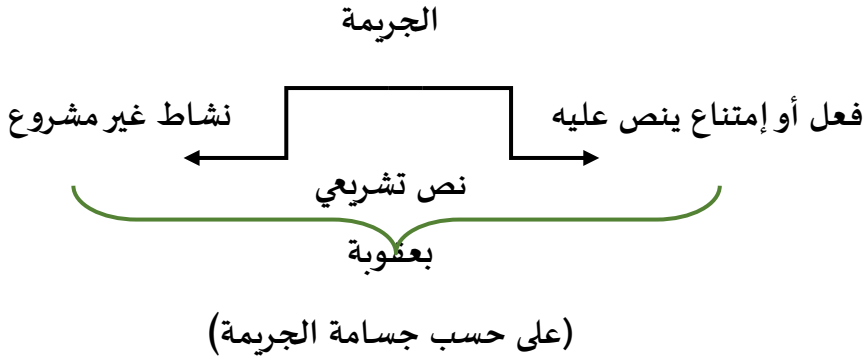 الجريمة
فعل أو إمتناع ينص عليه
نشاط غير مشروع
نص تشريعي
بعقوبة
(على حسب جسامة الجريمة)